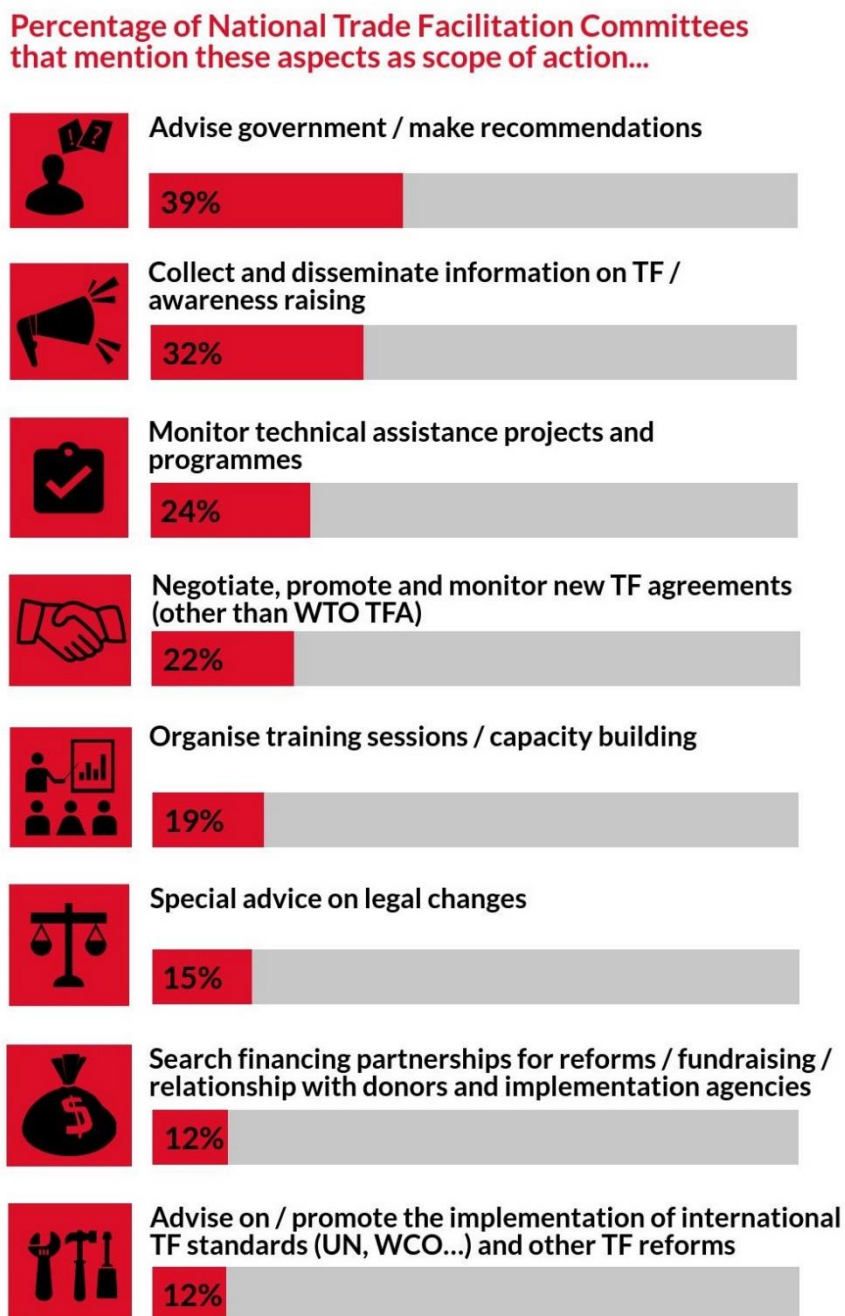 Percentage of National Trade Facilitation Committees
that mention these aspects as scope of action...
! ?
Advise government / make recommendations
39%
Collect and disseminate information on TF /
awareness raising
32%
Monitor technical assistance projects and
programmes
24%
Negotiate, promote and monitor new TF agreements
(other than WTO TFA)
22%
Organise training sessions / capacity building
19%
Special advice on legal changes
15%
Search financing partnerships for reforms / fundraising /
relationship with donors and implementation agencies
$
12%
Advise on / promote the implementation of international
TF standards (UN, WCO...) and other TF reforms
12%